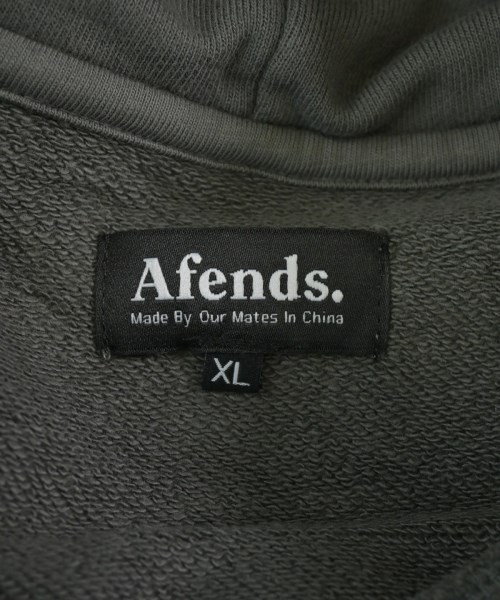 Afends.
Made By Our Mates In China
XL